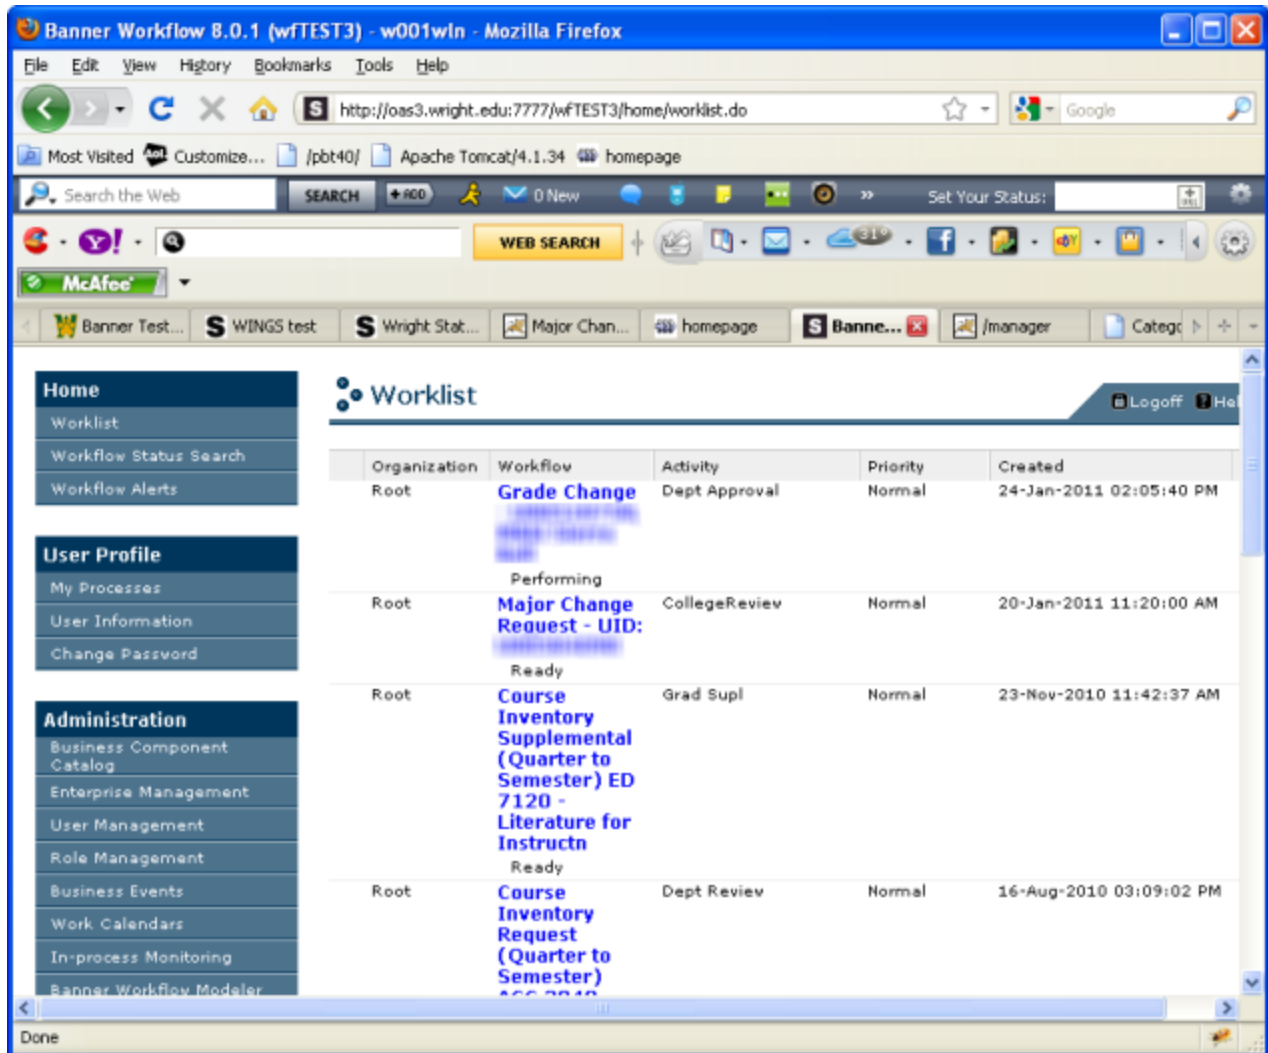 Banner Workflow 8.0.1 (wfTEST3) - w001wln - Mozilla Firefox
File Edit View History Bookmarks Tools Help
http://oas3.wright.edu:7777/wfTEST3/home/worklist.do
Google
Most Visited Customize... /pbt40/ Apache Tomcat/4.1.34 homepage
Search the Web SEARCH +ADD 0 New » Set Your Status:
Y! WEB SEARCH 31°
McAfee
Banner Test... WINGS test Wright Stat... Major Chan... homepage Banne... /manager Catego
Home
Worklist
Workflow Status Search
Workflow Alerts
User Profile
My Processes
User Information
Change Password
Administration
Business Component
Catalog
Enterprise Management
User Management
Role Management
Business Events
Work Calendars
In-process Monitoring
Banner Workflow Modeler
Worklist
Logoff Hel
Organization Workflow Activity Priority Created
Root Grade Change Dept Approval Normal 24-Jan-2011 02:05:40 PM
Performing
Root Major Change CollegeReview Normal 20-Jan-2011 11:20:00 AM
Request - UID:
Ready
Root Course Grad Supl Normal 23-Nov-2010 11:42:37 AM
Inventory
Supplemental
(Quarter to
Semester) ED
7120 -
Literature for
Instructn
Ready
Root Course Dept Review Normal 16-Aug-2010 03:09:02 PM
Inventory
Request
(Quarter to
Semester)
Done